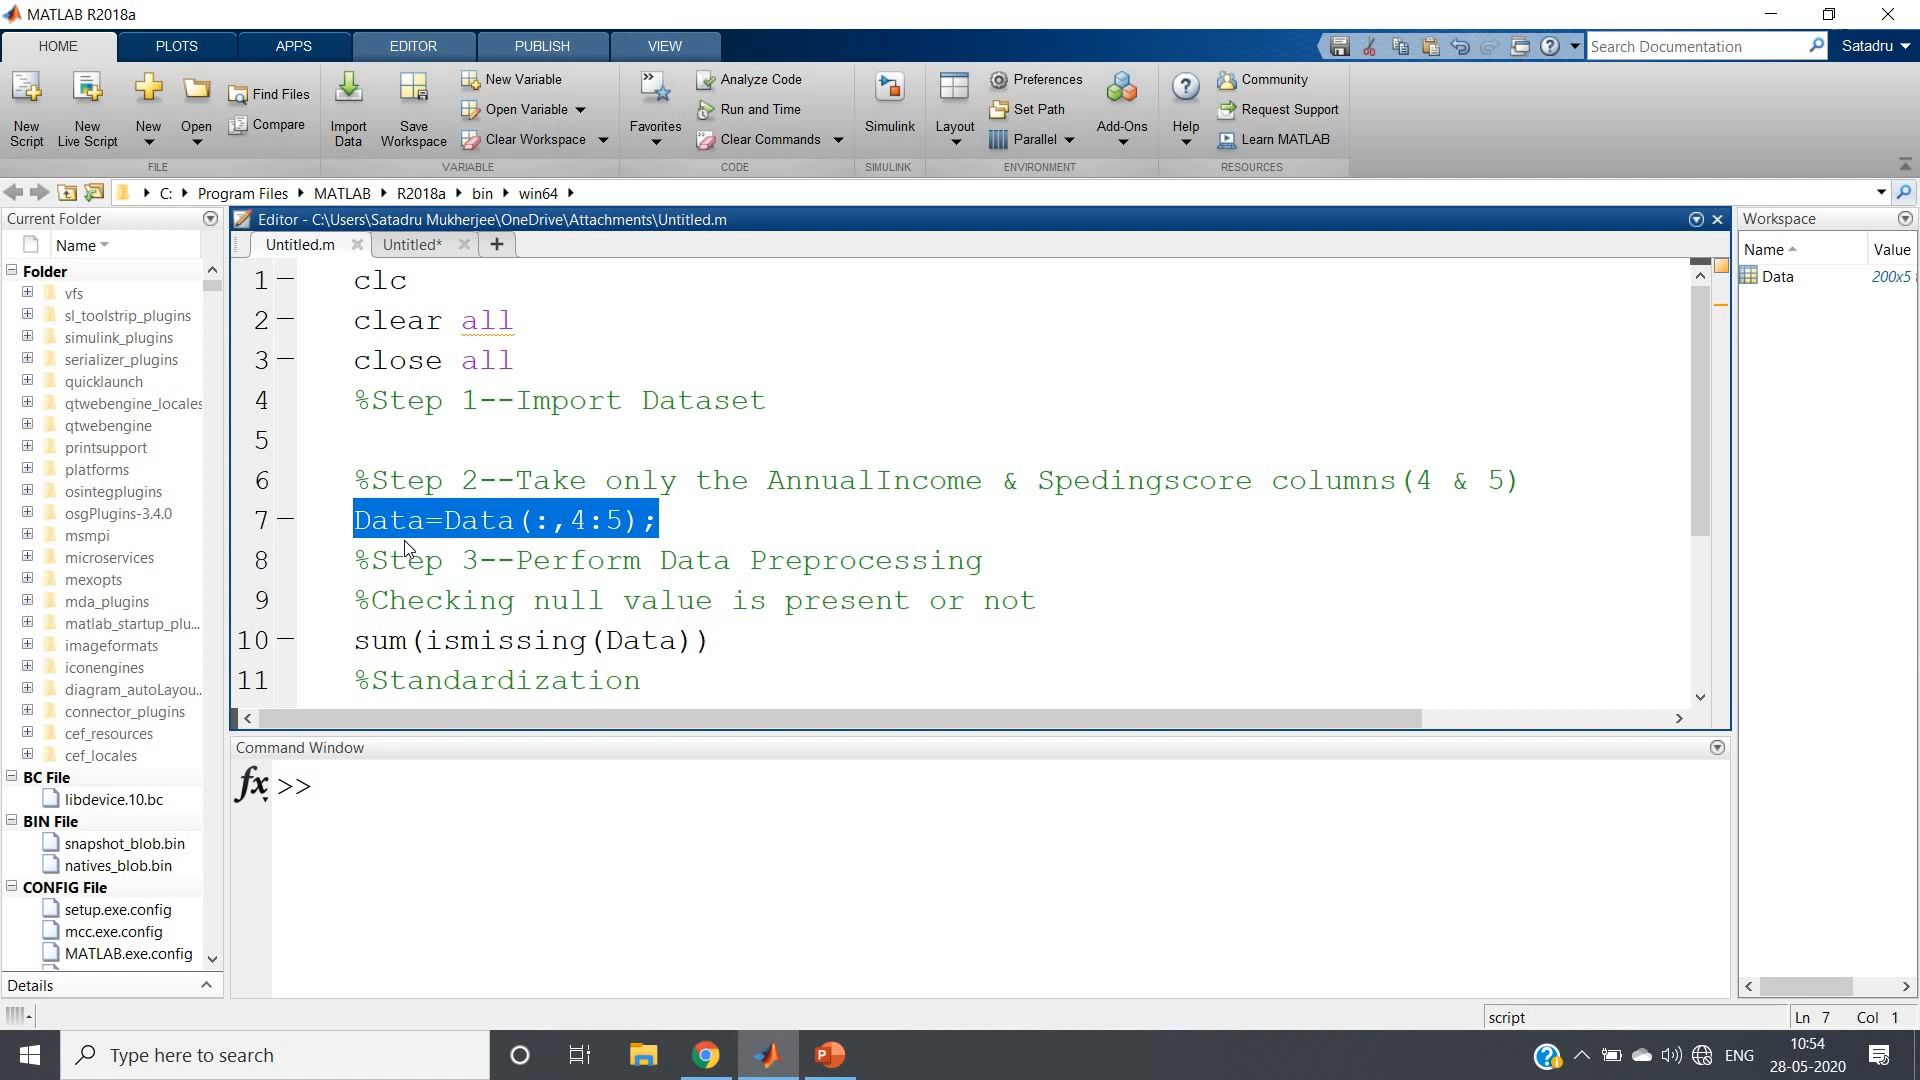 MATLAB R2018a
HOME PLOTS APPS EDITOR PUBLISH VIEW
Search Documentation
Satadru
New Script
New Live Script
New
Open
Find Files
Compare
FILE
Import Data
Save Workspace
New Variable
Open Variable
Clear Workspace
VARIABLE
Favorites
Analyze Code
Run and Time
Clear Commands
CODE
Simulink
SIMULINK
Layout
Preferences
Set Path
Parallel
Add-Ons
ENVIRONMENT
Help
Community
Request Support
Learn MATLAB
RESOURCES
C: Program Files MATLAB R2018a bin win64
Current Folder
Name
Folder
vfs
sl_toolstrip_plugins
simulink_plugins
serializer_plugins
quicklaunch
qtwebengine_locales
qtwebengine
printsupport
platforms
osintegplugins
osgPlugins-3.4.0
msmpi
microservices
mexopts
mda_plugins
matlab_startup_plu...
imageformats
iconengines
diagram_autoLayou...
connector_plugins
cef_resources
cef_locales
BC File
libdevice.10.bc
BIN File
snapshot_blob.bin
natives_blob.bin
CONFIG File
setup.exe.config
mcc.exe.config
MATLAB.exe.config
Details
Editor - C:\Users\Satadru Mukherjee\OneDrive\Attachments\Untitled.m
Untitled.m Untitled*
1 clc
2 clear all
3 close all
4 %Step 1--Import Dataset
5
6 %Step 2--Take only the AnnualIncome & Spedingscore columns(4 & 5)
7 Data=Data(:,4:5);
8 %Step 3--Perform Data Preprocessing
9 %Checking null value is present or not
10 sum(ismissing(Data))
11 %Standardization
Command Window
fx >>
Workspace
Name Value
Data 200x5
script
Ln 7 Col 1
Type here to search
ENG
10:54
28-05-2020